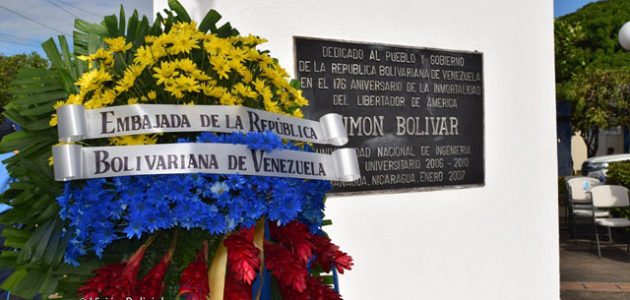 DEDICADO AL PUEBLO Y GOBIERNO
DE LA REPUBLICA BOLIVARIANA DE VENEZUELA
EN EL 176 ANIVERSARIO DE LA INMORTALIDAD
DEL LIBERTADOR DE AMERICA
IMON BOLIVAR
DAD NACIONAL DE INGENIERIA
UNIVERSITARIO 2006 - 2010
NAGUA, NICARAGUA, ENERO 2007
EMBAJADA DE LA REPÚBLICA
BOLIVARIANA DE VENEZUELA